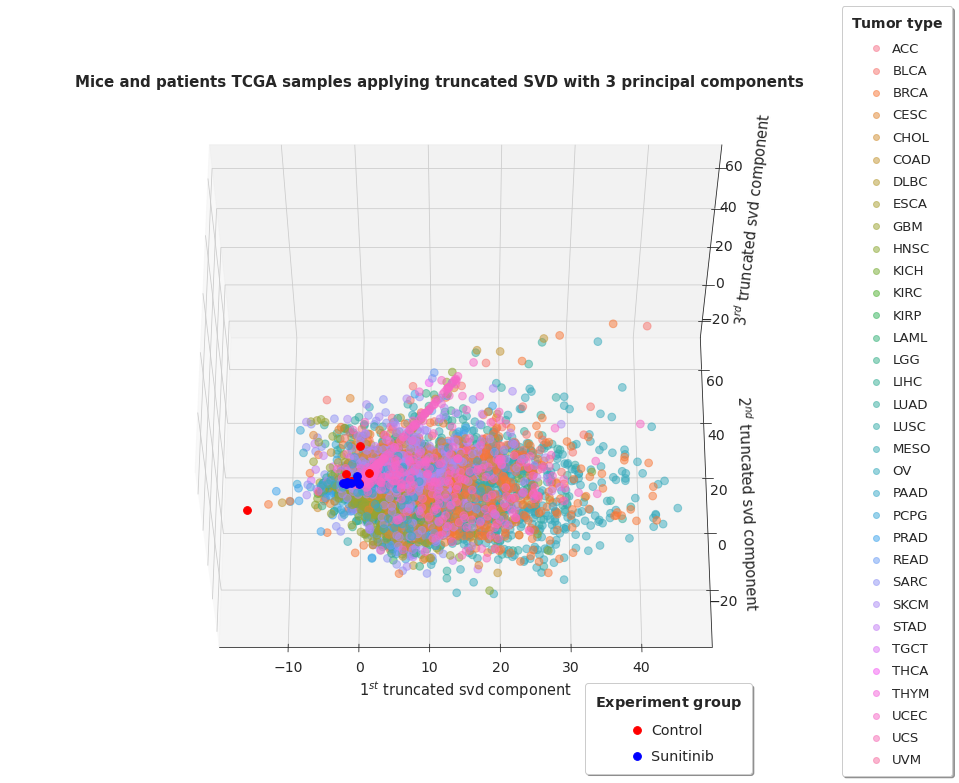 Mice and patients TCGA samples applying truncated SVD with 3 principal components
60
40
20
0
−20
3rd truncated svd component
60
40
20
0
−20
2nd truncated svd component
−10
0
10
20
30
40
1st truncated svd component
Experiment group
Control
Sunitinib
Tumor type
ACC
BLCA
BRCA
CESC
CHOL
COAD
DLBC
ESCA
GBM
HNSC
KICH
KIRC
KIRP
LAML
LGG
LIHC
LUAD
LUSC
MESO
OV
PAAD
PCPG
PRAD
READ
SARC
SKCM
STAD
TGCT
THCA
THYM
UCEC
UCS
UVM